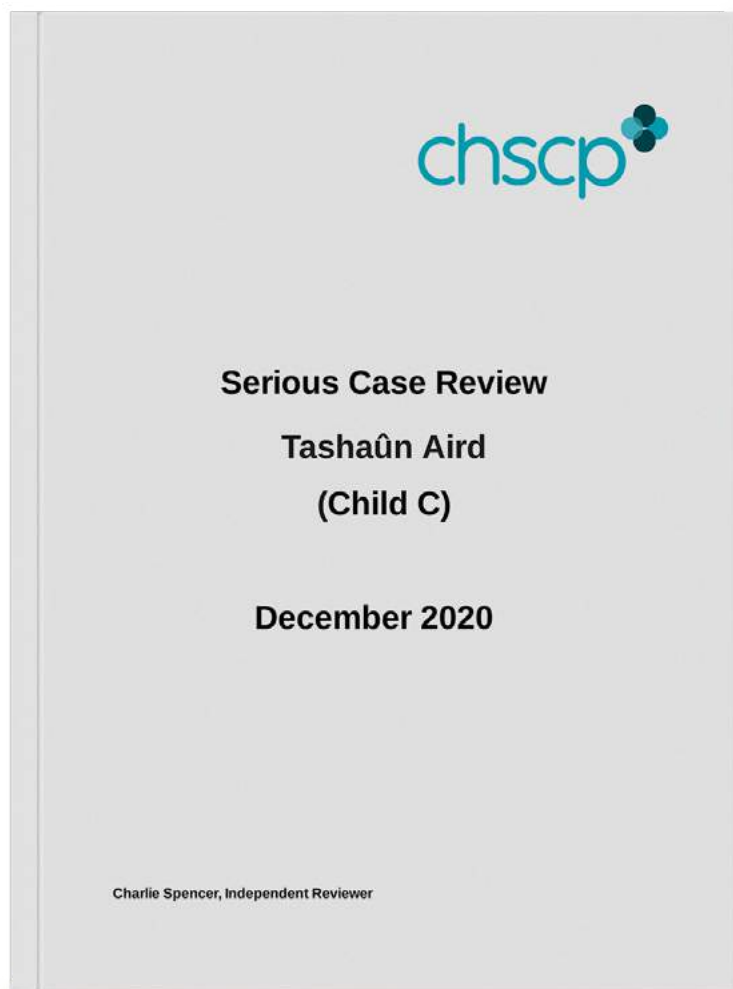 chscp
Serious Case Review
Tashaûn Aird
(Child C)
December 2020
Charlie Spencer, Independent Reviewer